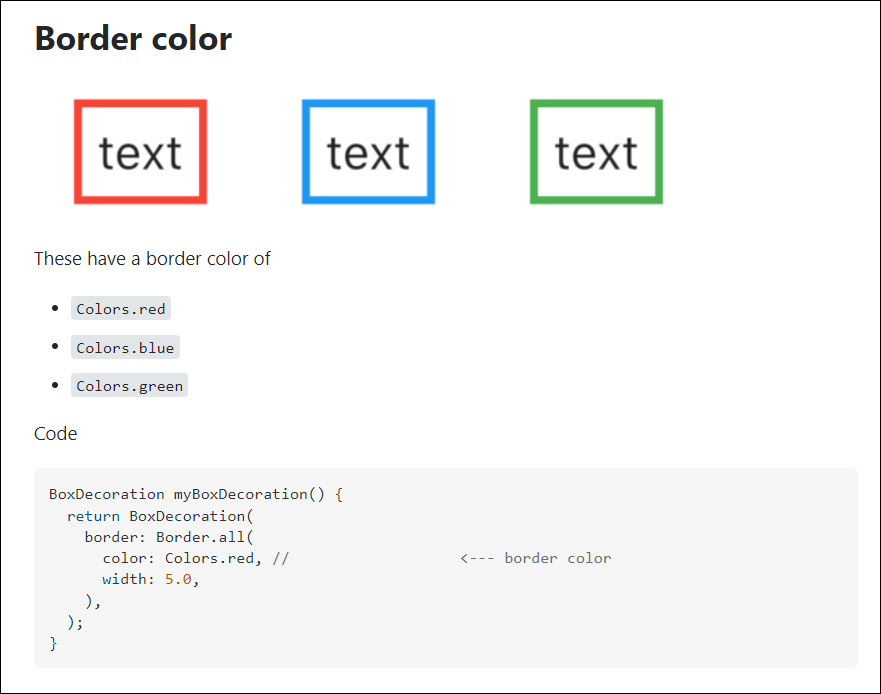 Border color
text text text
These have a border color of
• Colors.red
• Colors.blue
• Colors.green
Code
BoxDecoration myBoxDecoration() {
  return BoxDecoration(
    border: Border.all(
      color: Colors.red, //                   <--- border color
      width: 5.0,
    ),
  );
}